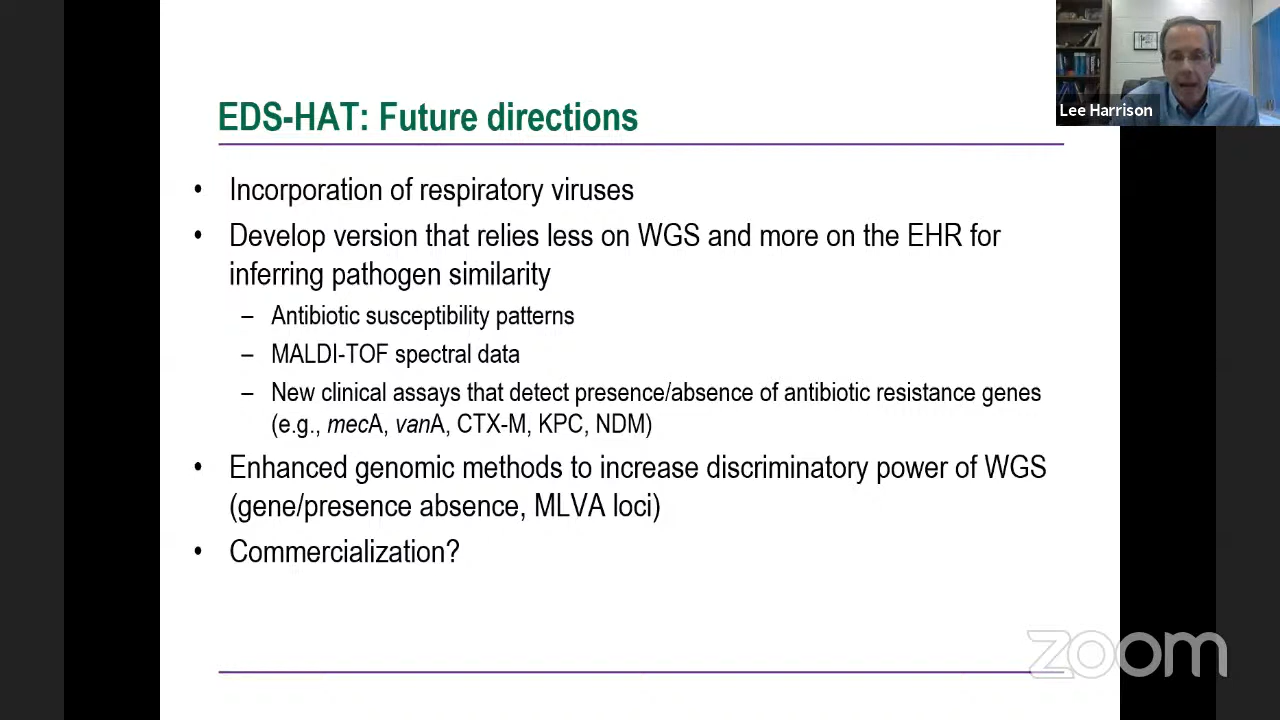 EDS-HAT: Future directions
Lee Harrison
• Incorporation of respiratory viruses
• Develop version that relies less on WGS and more on the EHR for
inferring pathogen similarity
– Antibiotic susceptibility patterns
– MALDI-TOF spectral data
– New clinical assays that detect presence/absence of antibiotic resistance genes
(e.g., mecA, vanA, CTX-M, KPC, NDM)
• Enhanced genomic methods to increase discriminatory power of WGS
(gene/presence absence, MLVA loci)
• Commercialization?
zoom